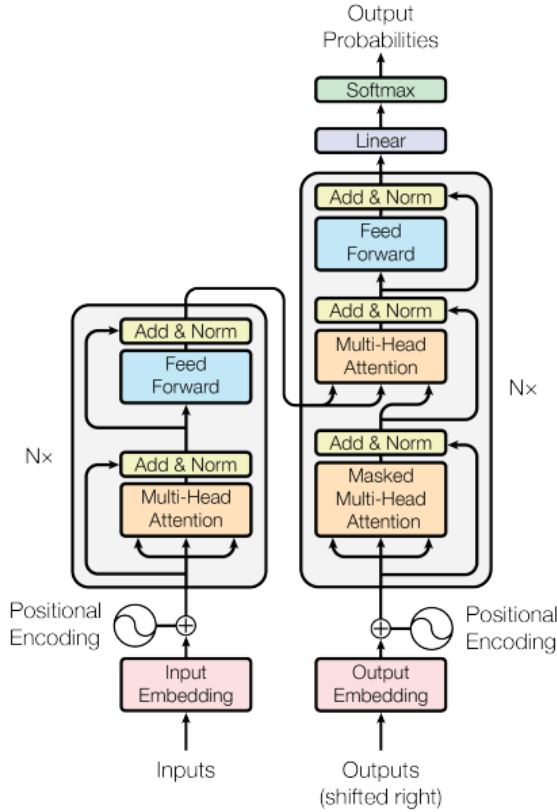 Output
Probabilities
Softmax
Linear
Add & Norm
Feed
Forward
Add & Norm
Multi-Head
Attention
Add & Norm
Masked
Multi-Head
Attention
N×
Add & Norm
Feed
Forward
Add & Norm
Multi-Head
Attention
N×
Positional
Encoding
Positional
Encoding
Input
Embedding
Output
Embedding
Inputs
Outputs
(shifted right)